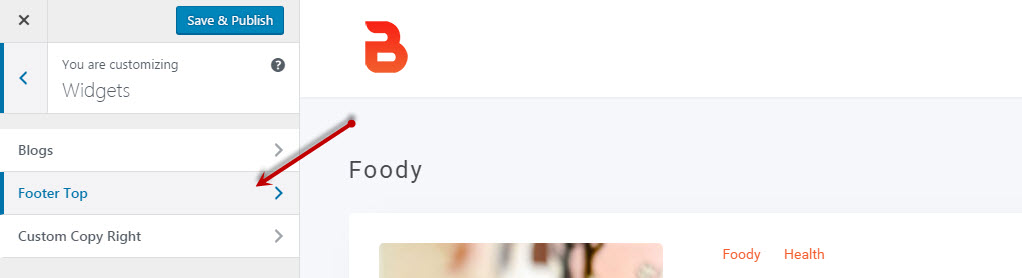 Save & Publish
You are customizing
Widgets
Blogs
Footer Top
Custom Copy Right
B
Foody
Foody Health